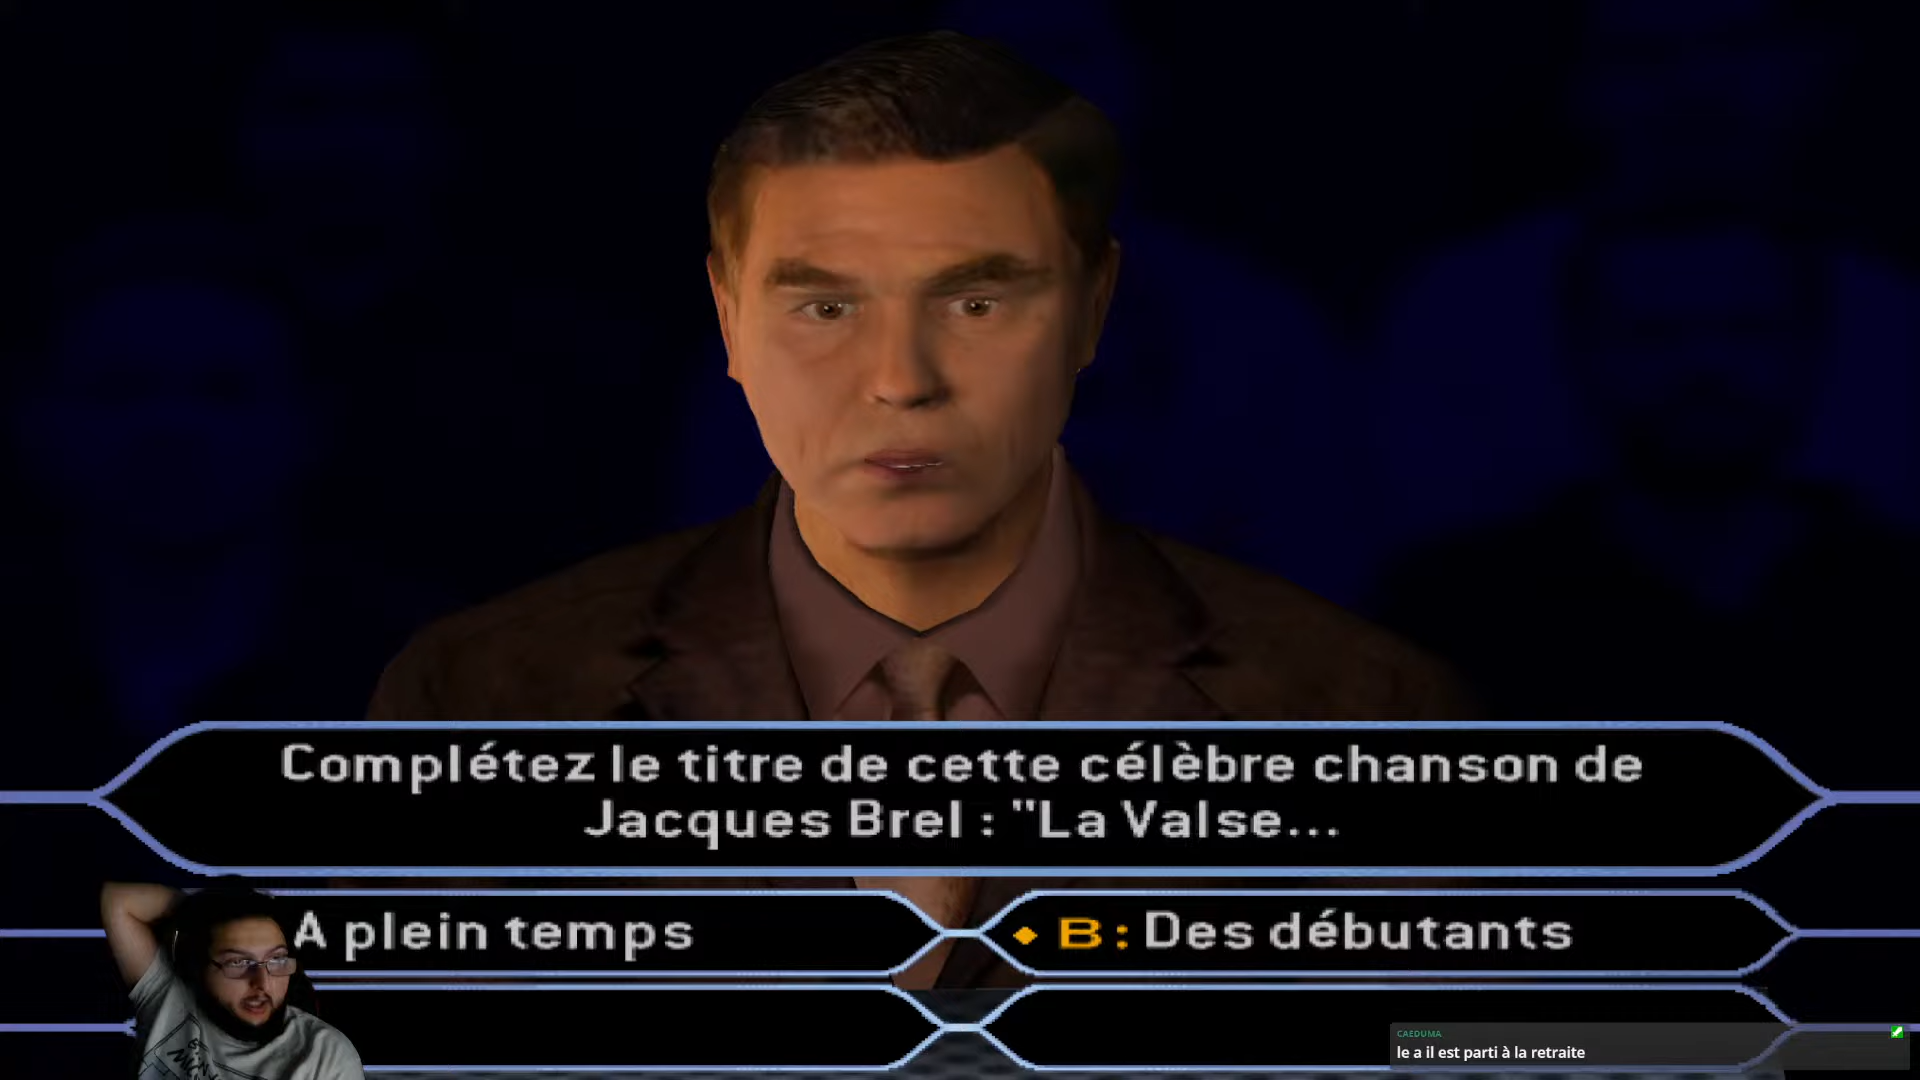 Complétez le titre de cette célèbre chanson de
Jacques Brel : "La Valse...
A plein temps
B : Des débutants
CAEDUMA
le a il est parti à la retraite